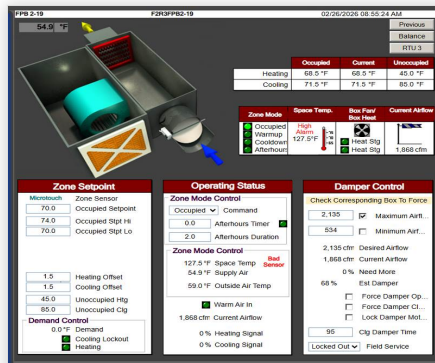 FPB 2-19 F2R3FPB2-19 02/26/2026 08:55:24 AM
54.9 °F
Previous
Balance
RTU 3
Occupied Current Unoccupied
Heating 68.5 °F 68.5 °F 45.0 °F
Cooling 71.5 °F 71.5 °F 85.0 °F
Zone Mode Space Temp. Box Fan/ Box Heat Current Airflow
Occupied
Warmup
Cooldown
Afterhours
High
Alarm
127.5°F
Heat Stg
Heat Stg
1,868 cfm
Zone Setpoint
Microtouch Zone Sensor
70.0 Occupied Setpoint
74.0 Occupied Slpt Hi
70.0 Occupied Slpt Lo
1.5 Heating Offset
1.5 Cooling Offset
45.0 Unoccupied Htg
85.0 Unoccupied Clg
Demand Control
0.0 °F Demand
Cooling Lockout
Heating
Operating Status
Zone Mode Control
Occupied Command
0.0 Afterhours Timer
2.0 Afterhours Duration
Zone Mode Control
127.5 °F Space Temp Bad Sensor
54.9 °F Supply Air
59.0 °F Outside Air Temp
Warm Air In
1,868 cfm Current Airflow
0 % Heating Signal
0 % Cooling Signal
Damper Control
Check Corresponding Box To Force
2,135 Maximum Airfl...
534 Minimum Airf...
2,135 cfm Desired Airflow
1,868 cfm Current Airflow
0 % Need More
68 % Est Damper
Force Damper Op...
Force Damper C...
Lock Damper Mot...
95 Clg Damper Time
Locked Out Field Service